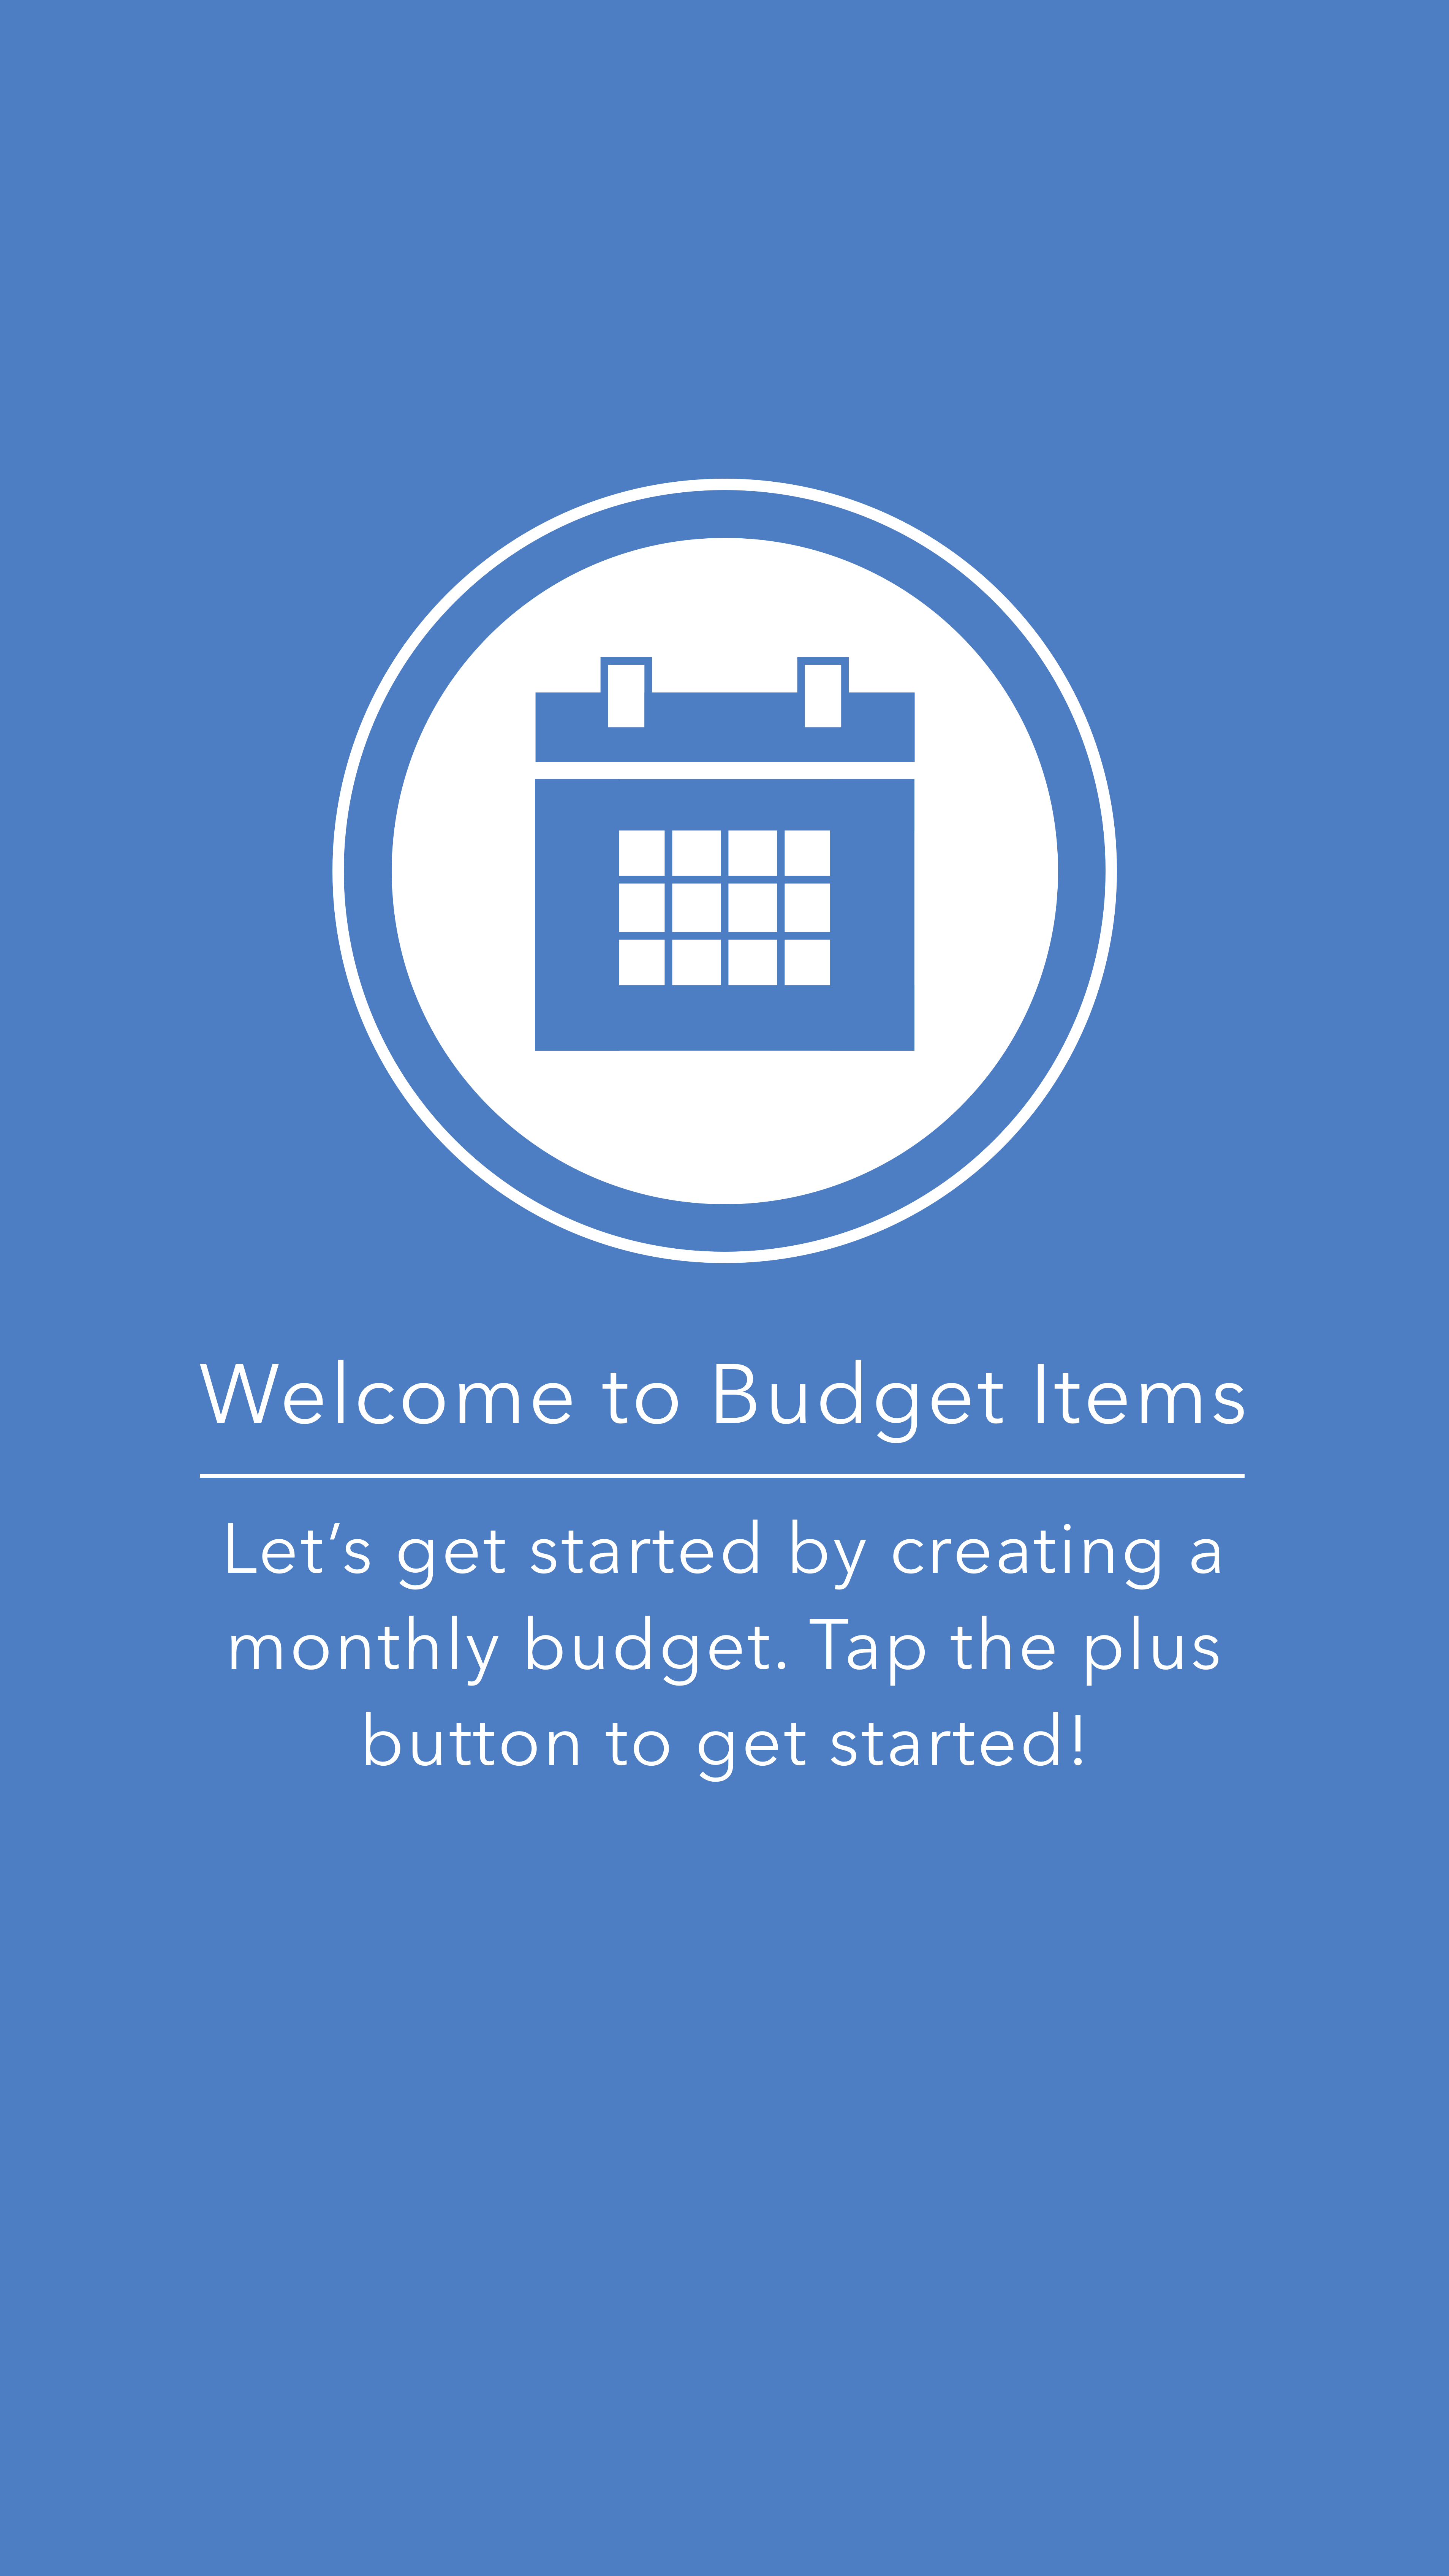 Welcome to Budget Items
Let’s get started by creating a
monthly budget. Tap the plus
button to get started!